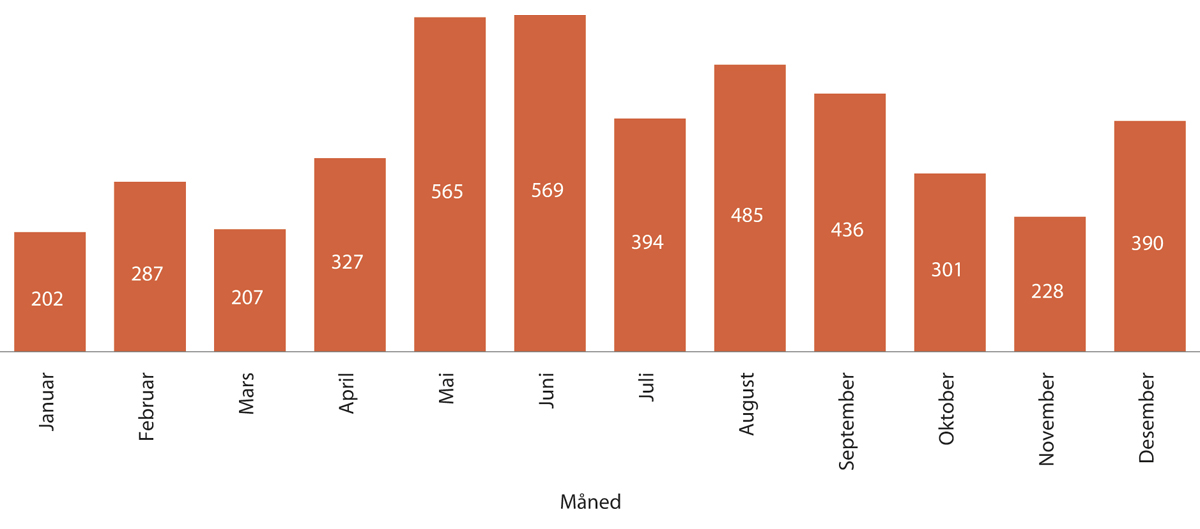 202
287
207
327
565
569
394
485
436
301
228
390
Januar
Februar
Mars
April
Mai
Juni
Juli
August
September
Oktober
November
Desember
Måned